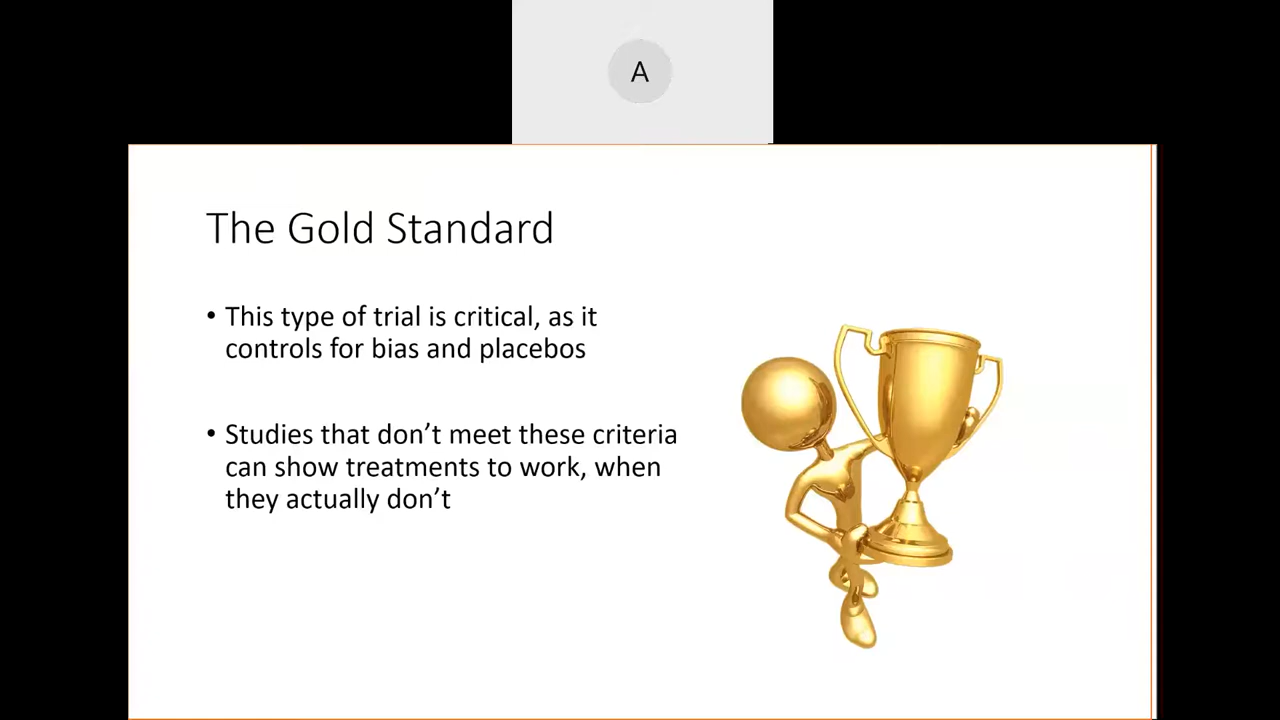 A
The Gold Standard
• This type of trial is critical, as it
controls for bias and placebos
• Studies that don’t meet these criteria
can show treatments to work, when
they actually don’t